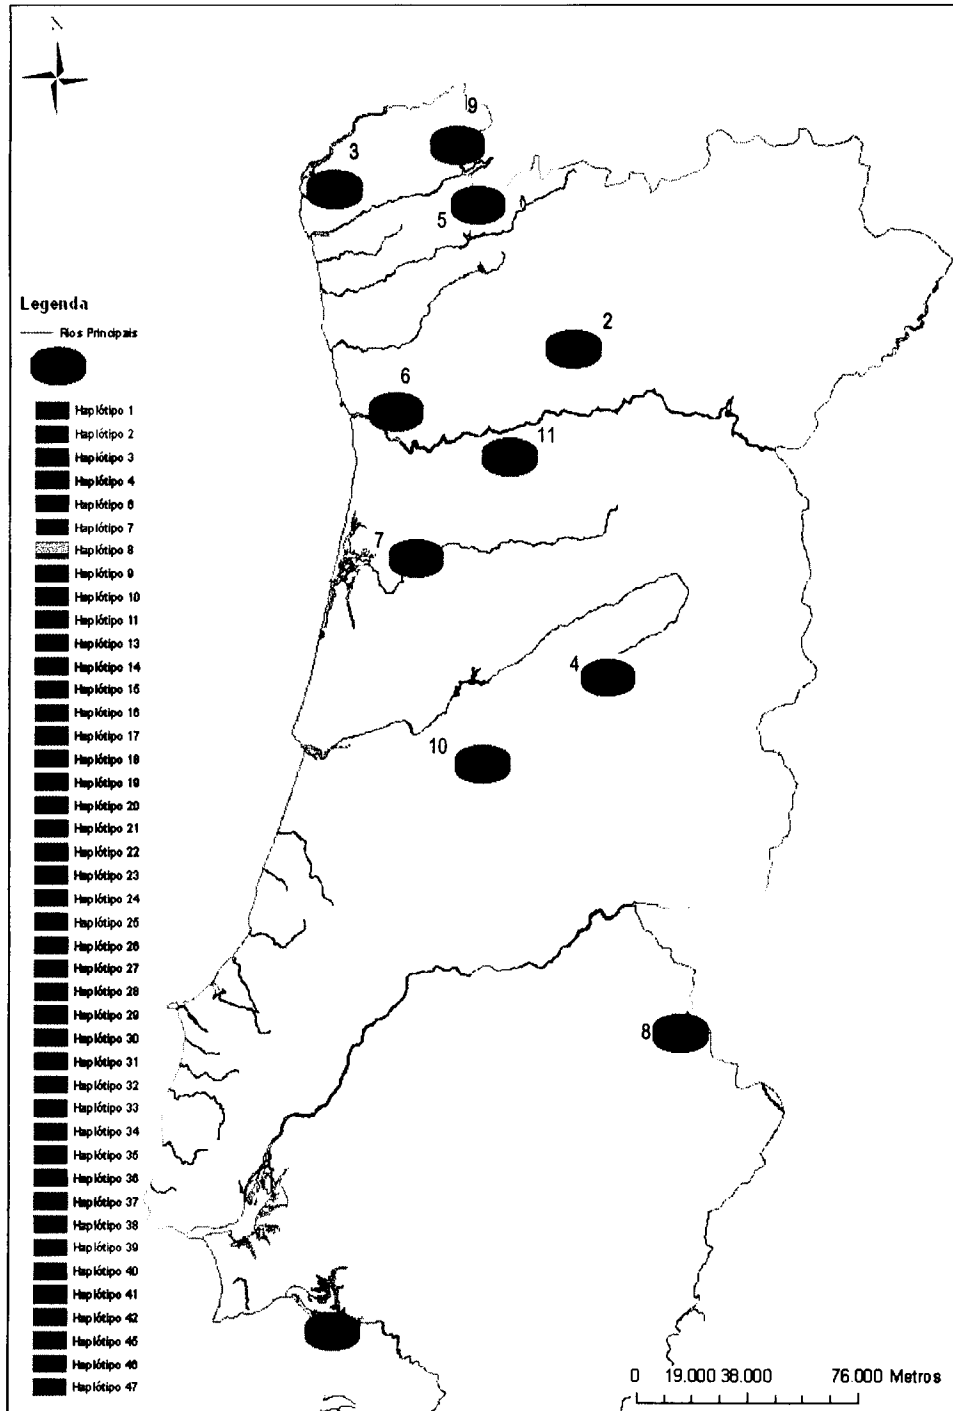 N
9
3
5
Legenda
Rios Principais
2
6
11
7
4
10
8
Haplótipo 1
Haplótipo 2
Haplótipo 3
Haplótipo 4
Haplótipo 6
Haplótipo 7
Haplótipo 8
Haplótipo 9
Haplótipo 10
Haplótipo 11
Haplótipo 13
Haplótipo 14
Haplótipo 15
Haplótipo 16
Haplótipo 17
Haplótipo 18
Haplótipo 19
Haplótipo 20
Haplótipo 21
Haplótipo 22
Haplótipo 23
Haplótipo 24
Haplótipo 25
Haplótipo 26
Haplótipo 27
Haplótipo 28
Haplótipo 29
Haplótipo 30
Haplótipo 31
Haplótipo 32
Haplótipo 33
Haplótipo 34
Haplótipo 35
Haplótipo 36
Haplótipo 37
Haplótipo 38
Haplótipo 39
Haplótipo 40
Haplótipo 41
Haplótipo 42
Haplótipo 45
Haplótipo 46
Haplótipo 47
0 19.000 38.000 76.000 Metros